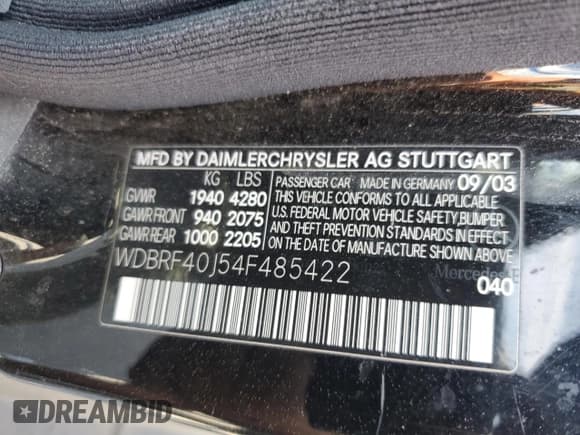 MFD BY DAIMLERCHRYSLER AG STUTTGART
KG LBS
GVWR 1940 4280
GAWR FRONT 940 2075
GAWR REAR 1000 2205
PASSENGER CAR MADE IN GERMANY 09/03
THIS VEHICLE CONFORMS TO ALL APPLICABLE
U.S. FEDERAL MOTOR VEHICLE SAFETY, BUMPER
AND THEFT PREVENTION STANDARDS IN EFFECT
ON DATE OF MANUFACTURE SHOWN ABOVE
WDBRF40J54F485422
040
DREAMBID